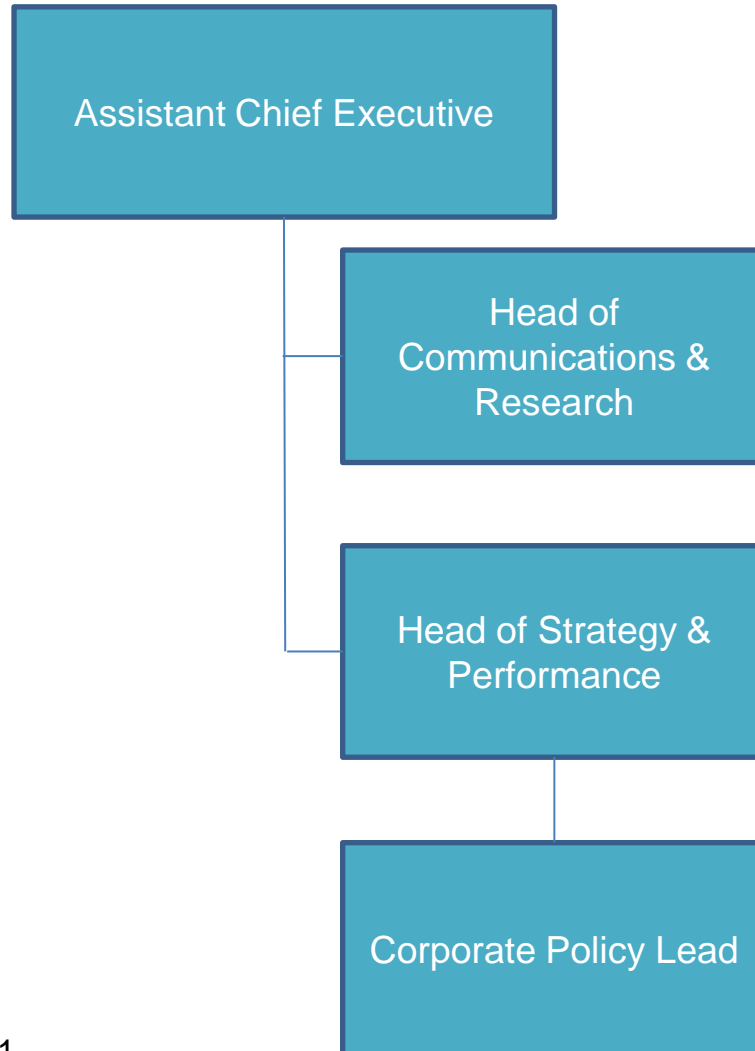 Assistant Chief Executive
Head of
Communications &
Research
Head of Strategy &
Performance
Corporate Policy Lead
1